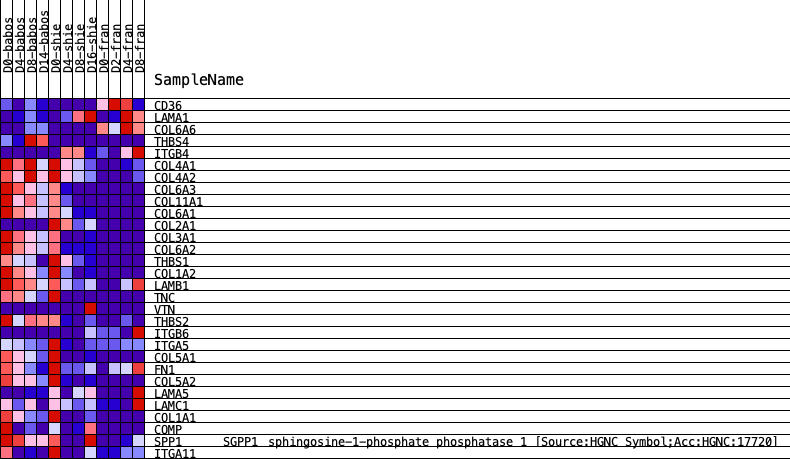 D0-babos
D4-babos
D8-babos
D14-babos
D0-shie
D4-shie
D8-shie
D16-shie
D0-fran
D2-fran
D4-fran
D8-fran
SampleName
CD36
LAMA1
COL6A6
THBS4
ITGB4
COL4A1
COL4A2
COL6A3
COL11A1
COL6A1
COL2A1
COL3A1
COL6A2
THBS1
COL1A2
LAMB1
TNC
VTN
THBS2
ITGB6
ITGA5
COL5A1
FN1
COL5A2
LAMA5
LAMC1
COL1A1
COMP
SPP1 SGPP1 sphingosine-1-phosphate phosphatase 1 [Source:HGNC Symbol;Acc:HGNC:17720]
ITGA11